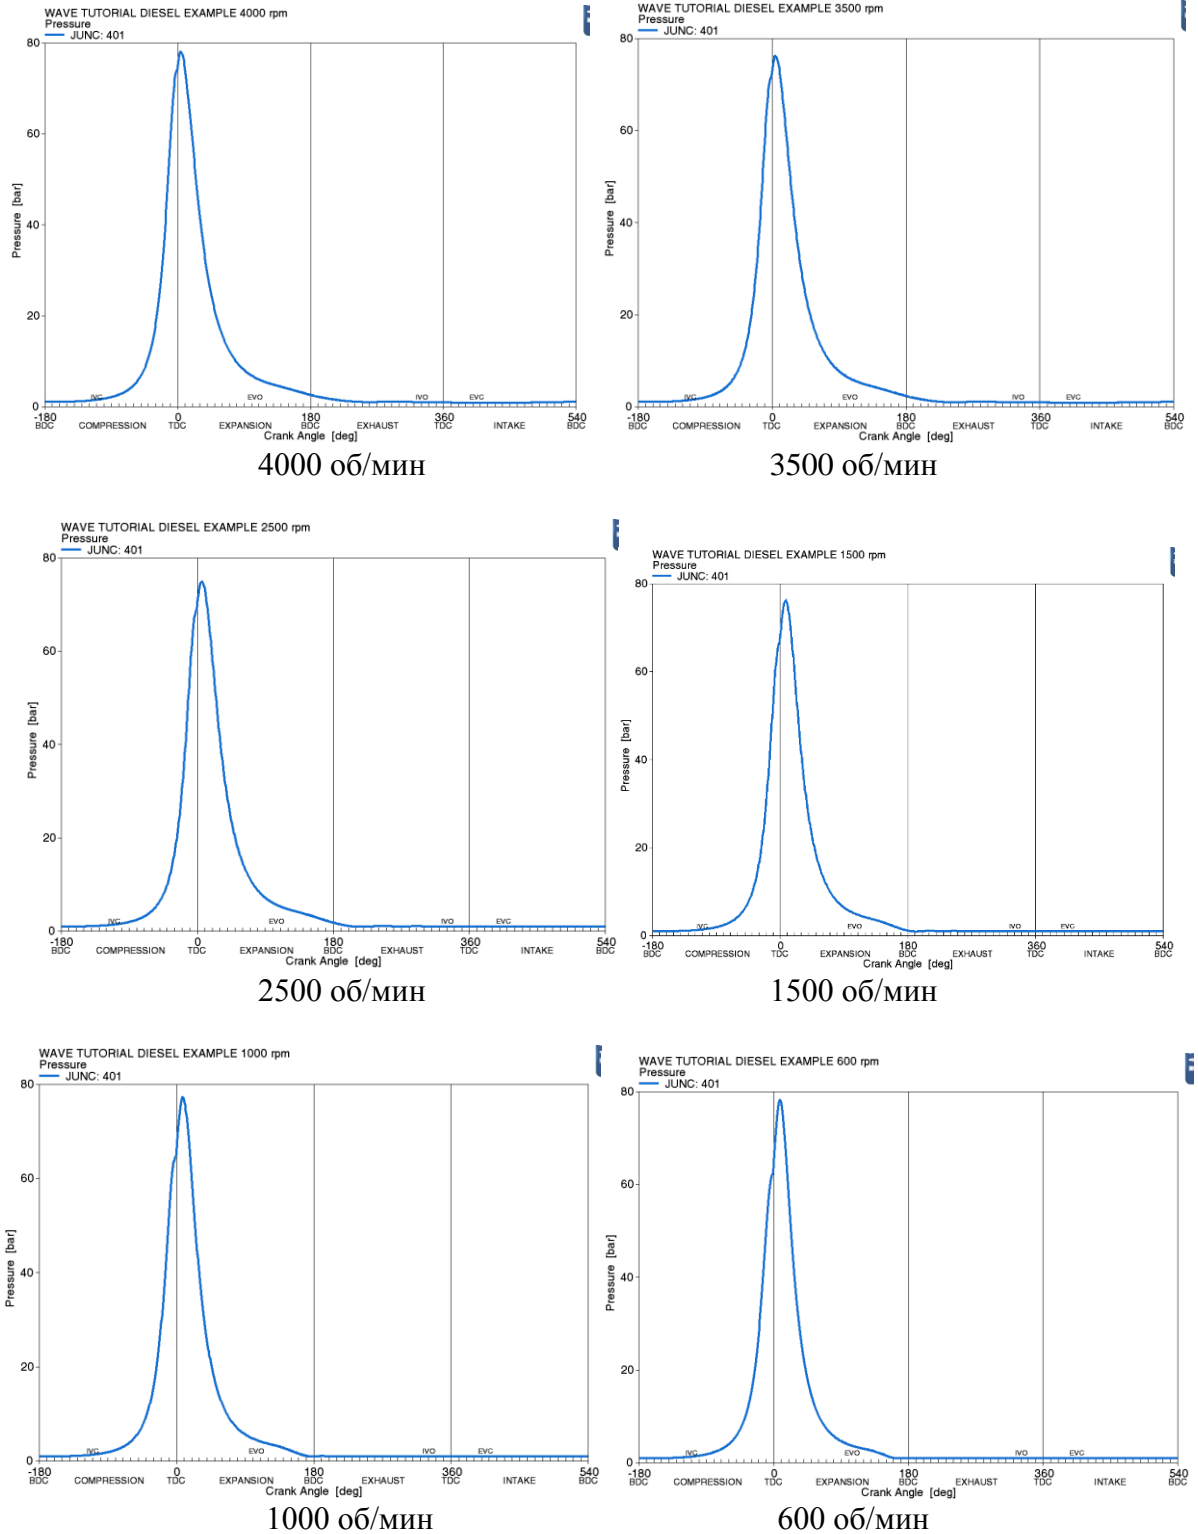 WAVE TUTORIAL DIESEL EXAMPLE 4000 rpm
Pressure
JUNC: 401
80
60
40
20
0
Pressure [bar]
IVC EVO IVO EVC
-180 0 180 360 540
BDC COMPRESSION TDC EXPANSION BDC EXHAUST TDC INTAKE BDC
Crank Angle [deg]
4000 об/мин
WAVE TUTORIAL DIESEL EXAMPLE 3500 rpm
Pressure
JUNC: 401
80
60
40
20
0
Pressure [bar]
IVC EVO IVO EVC
-180 0 180 360 540
BDC COMPRESSION TDC EXPANSION BDC EXHAUST TDC INTAKE BDC
Crank Angle [deg]
3500 об/мин
WAVE TUTORIAL DIESEL EXAMPLE 2500 rpm
Pressure
JUNC: 401
80
60
40
20
0
Pressure [bar]
IVC EVO IVO EVC
-180 0 180 360 540
BDC COMPRESSION TDC EXPANSION BDC EXHAUST TDC INTAKE BDC
Crank Angle [deg]
2500 об/мин
WAVE TUTORIAL DIESEL EXAMPLE 1500 rpm
Pressure
JUNC: 401
80
60
40
20
0
Pressure [bar]
IVC EVO IVO EVC
-180 0 180 360 540
BDC COMPRESSION TDC EXPANSION BDC EXHAUST TDC INTAKE BDC
Crank Angle [deg]
1500 об/мин
WAVE TUTORIAL DIESEL EXAMPLE 1000 rpm
Pressure
JUNC: 401
80
60
40
20
0
Pressure [bar]
IVC EVO IVO EVC
-180 0 180 360 540
BDC COMPRESSION TDC EXPANSION BDC EXHAUST TDC INTAKE BDC
Crank Angle [deg]
1000 об/мин
WAVE TUTORIAL DIESEL EXAMPLE 600 rpm
Pressure
JUNC: 401
80
60
40
20
0
Pressure [bar]
IVC EVO IVO EVC
-180 0 180 360 540
BDC COMPRESSION TDC EXPANSION BDC EXHAUST TDC INTAKE BDC
Crank Angle [deg]
600 об/мин